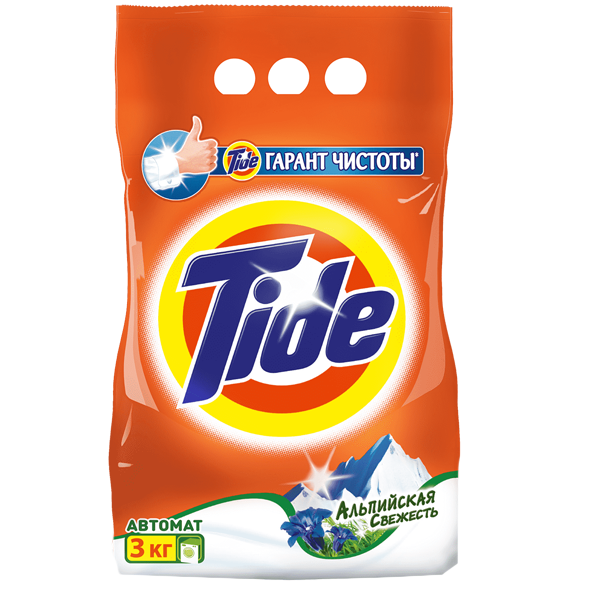 Tide ГАРАНТ ЧИСТОТЫ*
Tide
Альпийская
Свежесть
АВТОМАТ
3 кг